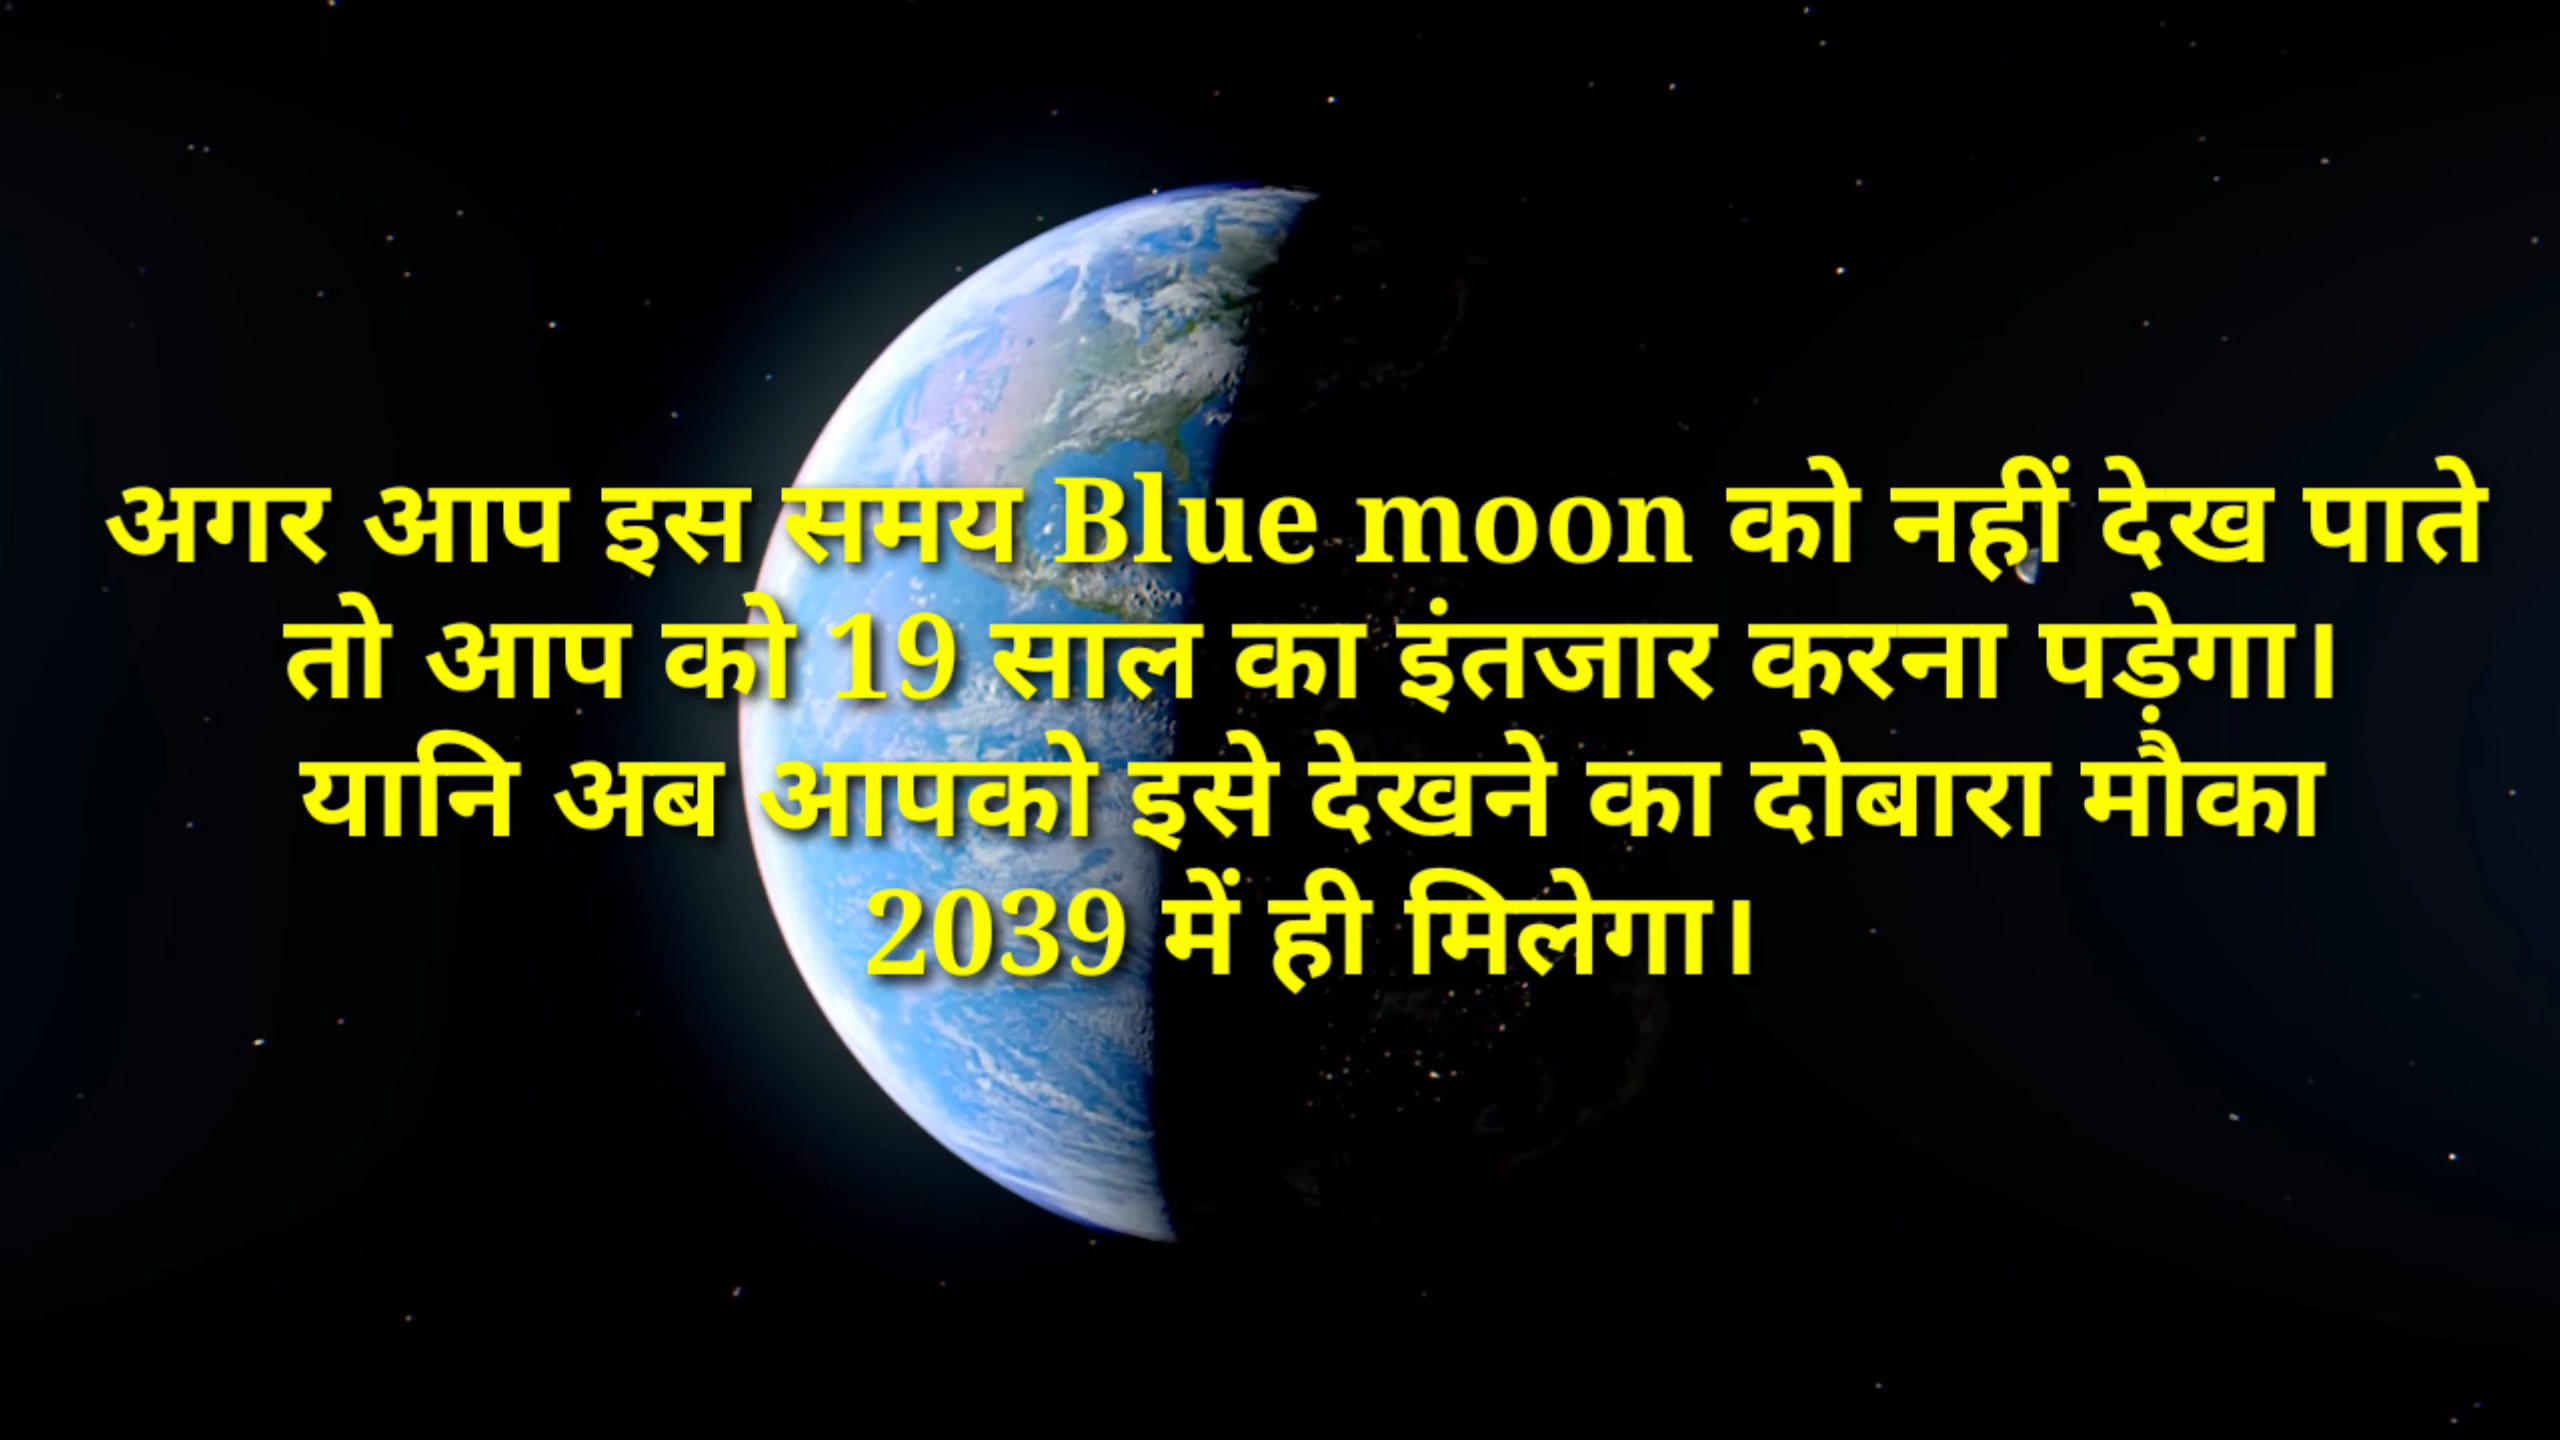 अगर आप इस समय Blue moon को नहीं देख पाते
तो आप को 19 साल का इंतजार करना पड़ेगा।
यानि अब आपको इसे देखने का दोबारा मौंका
2039 में ही मिलेगा।